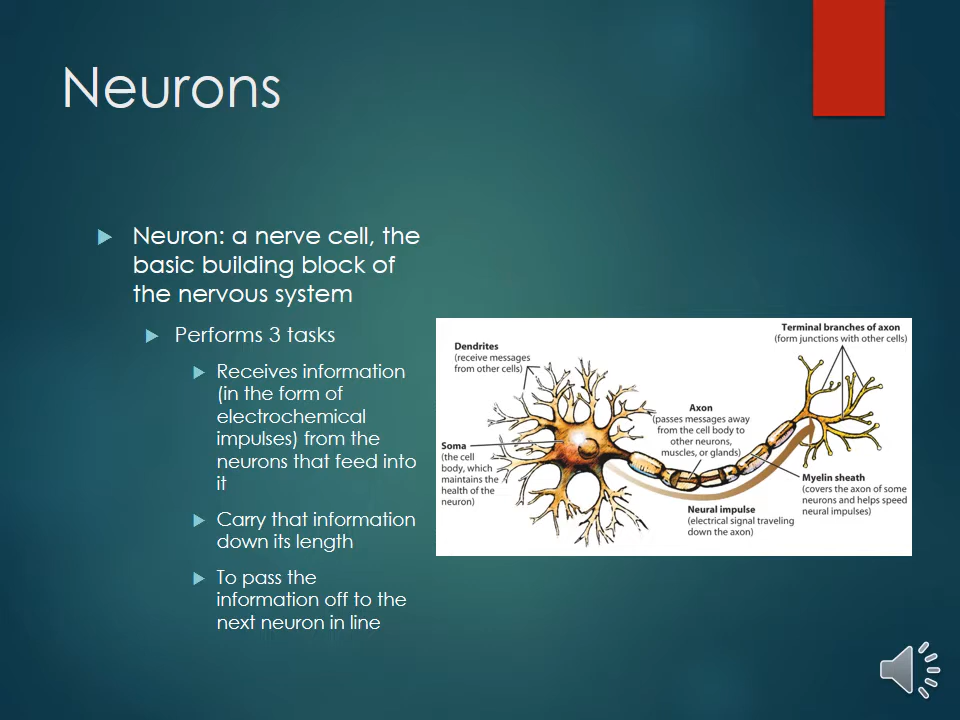 Neurons
Neuron: a nerve cell, the
basic building block of
the nervous system
Performs 3 tasks
Receives information
(in the form of
electrochemical
impulses) from the
neurons that feed into
it
Carry that information
down its length
To pass the
information off to the
next neuron in line
Dendrites
(receive messages
from other cells)
Terminal branches of axon
(form junctions with other cells)
Axon
(passes messages away
from the cell body to
other neurons,
muscles, or glands)
Soma
(the cell
body, which
maintains the
health of the
neuron)
Myelin sheath
(covers the axon of some
neurons and helps speed
neural impulses)
Neural impulse
(electrical signal traveling
down the axon)